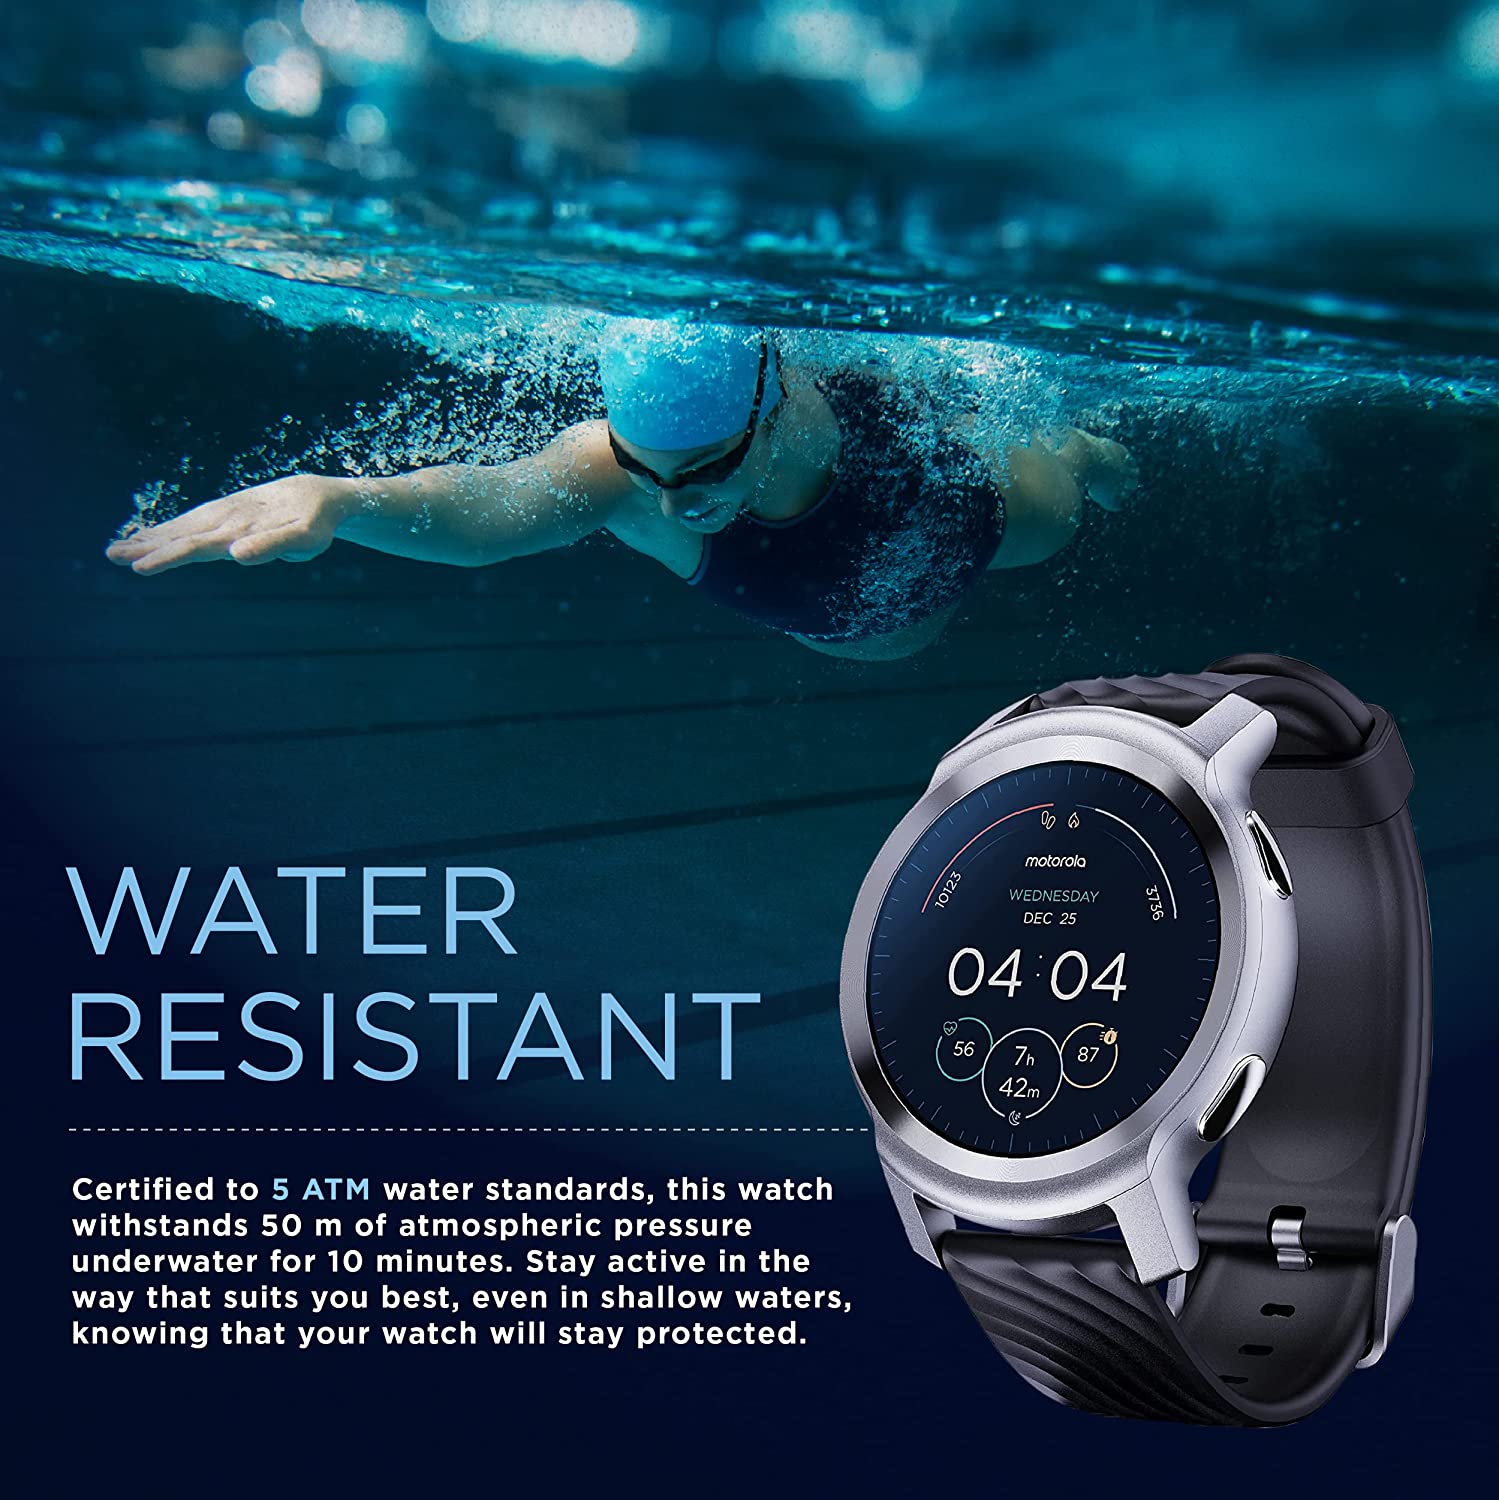 WATER
RESISTANT
Certified to 5 ATM water standards, this watch
withstands 50 m of atmospheric pressure
underwater for 10 minutes. Stay active in the
way that suits you best, even in shallow waters,
knowing that your watch will stay protected.
motorola
WEDNESDAY
DEC 25
10123
3736
04:04
56
7h
42m
87